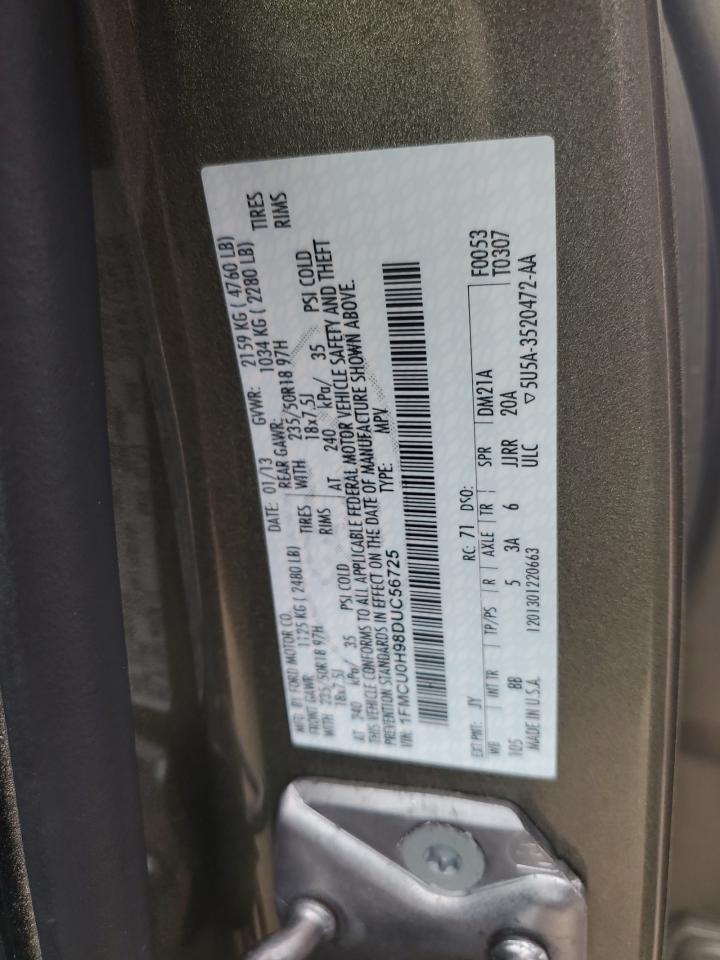 MFD. BY FORD MOTOR CO. DATE: 01/13 GVWR: 2159 KG ( 4760 LB)
FRONT GAWR: 1125 KG ( 2480 LB) REAR GAWR: 1034 KG ( 2280 LB)
WITH 235/50R18 97H TIRES WITH 235/50R18 97H TIRES
18x7.5J RIMS 18x7.5J RIMS
AT 240 kPa/ 35 PSI COLD AT 240 kPa/ 35 PSI COLD
THIS VEHICLE CONFORMS TO ALL APPLICABLE FEDERAL MOTOR VEHICLE SAFETY AND THEFT
PREVENTION STANDARDS IN EFFECT ON THE DATE OF MANUFACTURE SHOWN ABOVE.
VIN: 1FMCU0H98DUC56725 TYPE: MPV
EXT PNT: JY RC: 71 DSO: F0053
WB INT TR TP/PS R AXLE TR SPR DM21A T0307
105 8B 5 3A 6 JJRR 20A
MADE IN U.S.A. 1201301220663 ULC ▽5U5A-3520472-AA